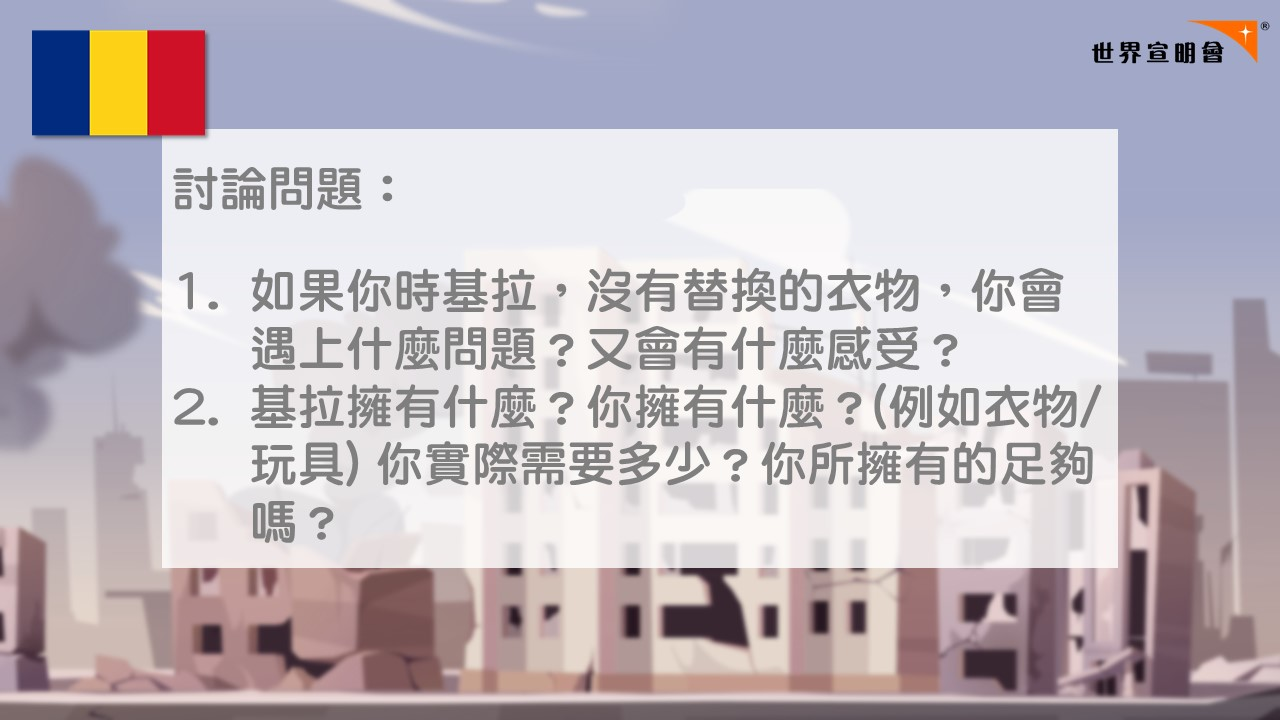 世界宣明會®
討論問題：
1. 如果你時基拉，沒有替換的衣物，你會
遇上什麼問題？又會有什麼感受？
2. 基拉擁有什麼？你擁有什麼？(例如衣物/
玩具) 你實際需要多少？你所擁有的足夠
嗎？